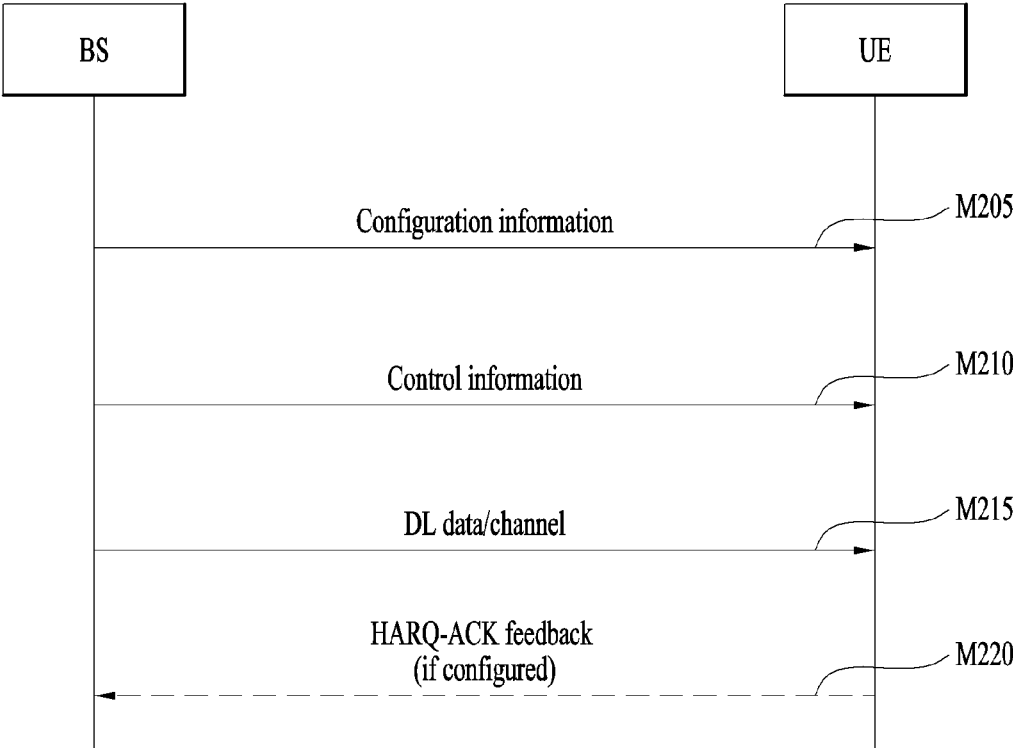 BS
UE
M205
Configuration information
M210
Control information
M215
DL data/channel
HARQ-ACK feedback
M220
(if configured)